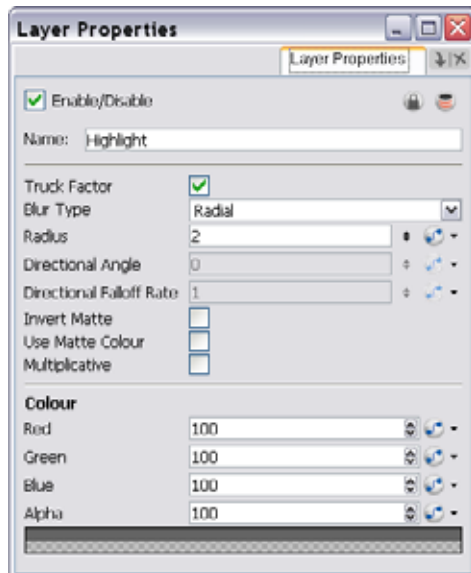 Layer Properties
Layer Properties
Enable/Disable
Name: Highlight
Truck Factor
Blur Type Radial
Radius 2
Directional Angle 0
Directional Falloff Rate 1
Invert Matte
Use Matte Colour
Multiplicative
Colour
Red 100
Green 100
Blue 100
Alpha 100